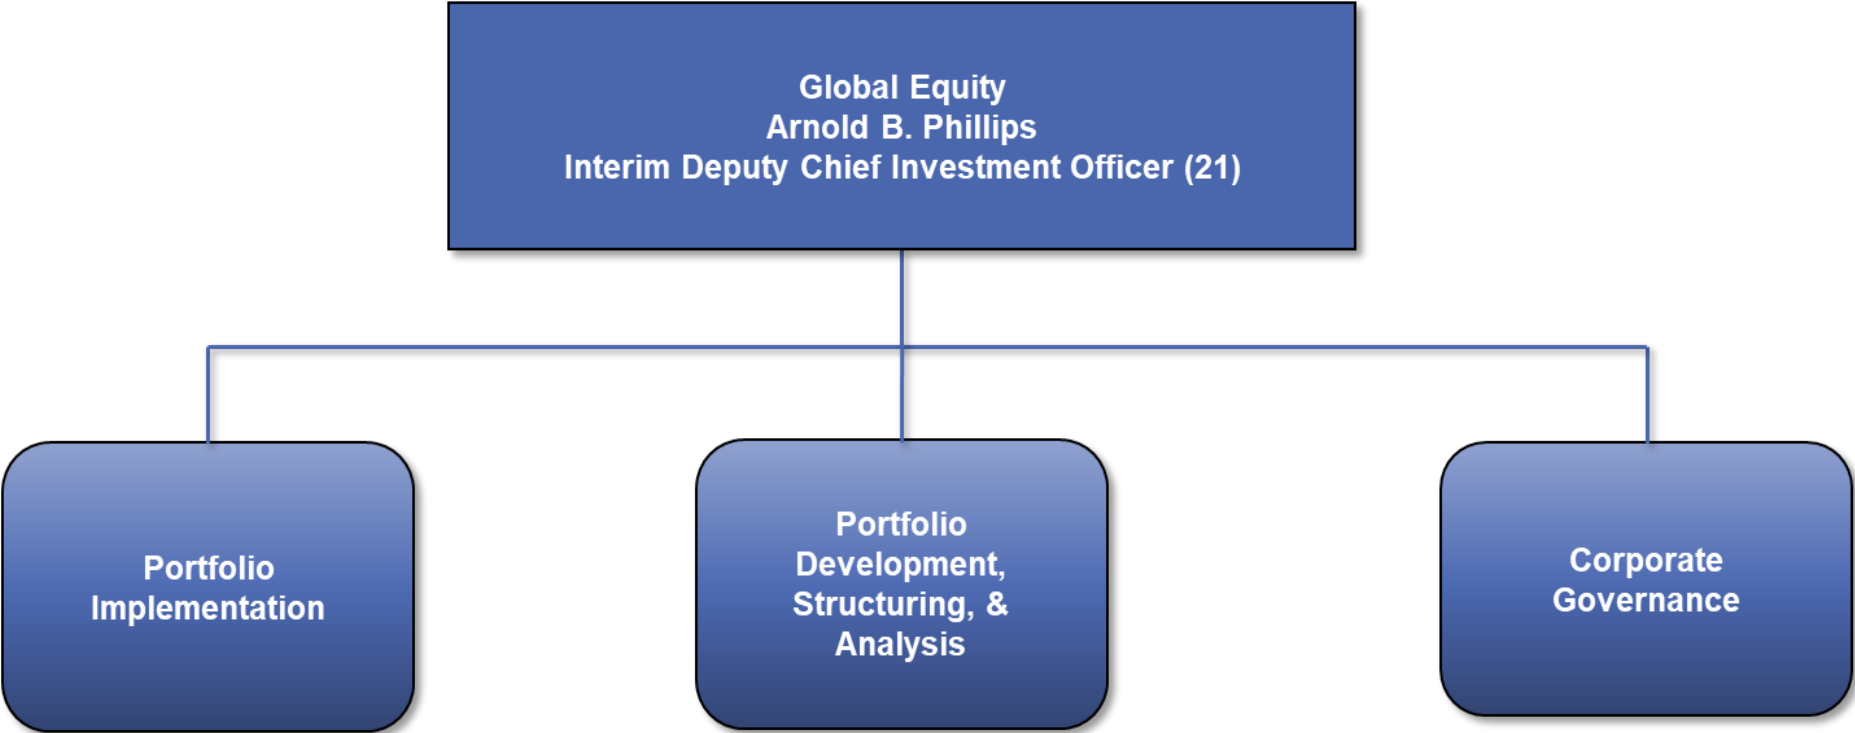 Global Equity
Arnold B. Phillips
Interim Deputy Chief Investment Officer (21)
Portfolio
Implementation
Portfolio
Development,
Structuring, &
Analysis
Corporate
Governance